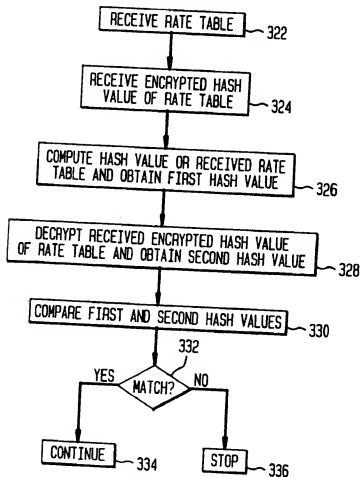 RECEIVE RATE TABLE
322
RECEIVE ENCRYPTED HASH
VALUE OF RATE TABLE
324
COMPUTE HASH VALUE OR RECEIVED RATE
TABLE AND OBTAIN FIRST HASH VALUE
326
DECRYPT RECEIVED ENCRYPTED HASH VALUE
OF RATE TABLE AND OBTAIN SECOND HASH VALUE
328
COMPARE FIRST AND SECOND HASH VALUES
330
332
YES
MATCH?
NO
CONTINUE
334
STOP
336